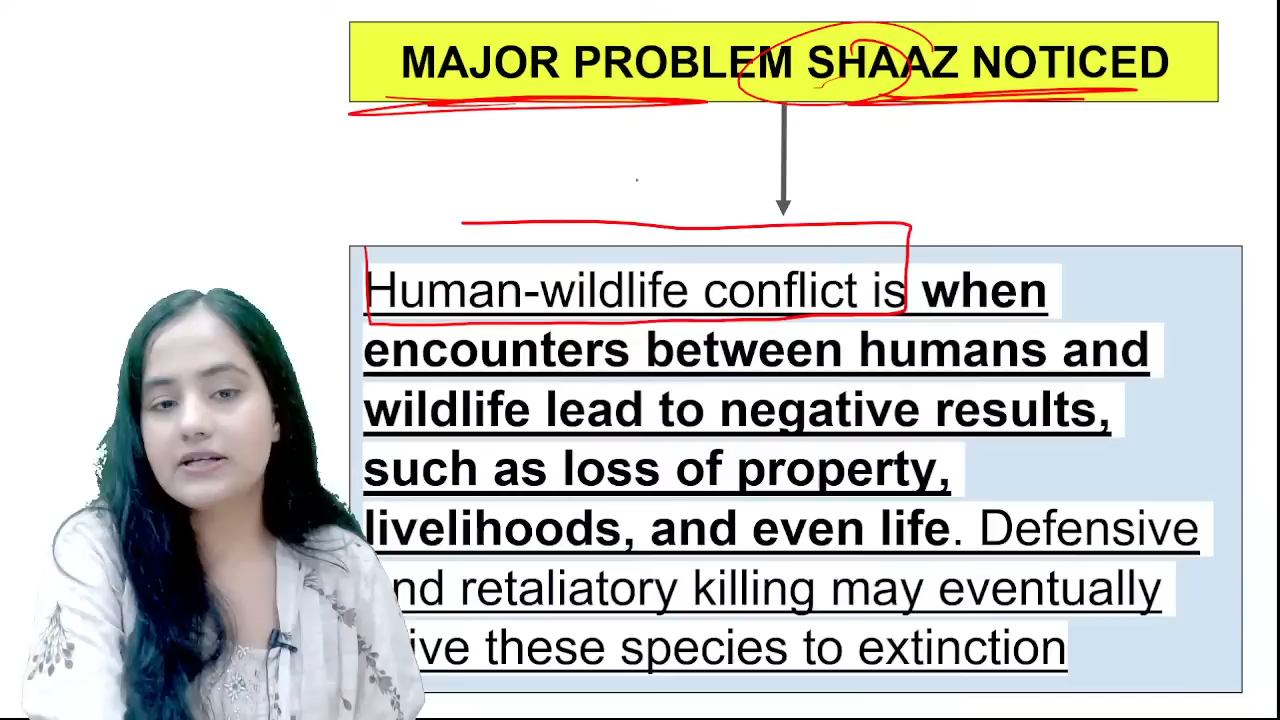 MAJOR PROBLEM SHAAZ NOTICED
Human-wildlife conflict is when
encounters between humans and
wildlife lead to negative results,
such as loss of property,
livelihoods, and even life. Defensive
retaliatory killing may eventually
these species to extinction